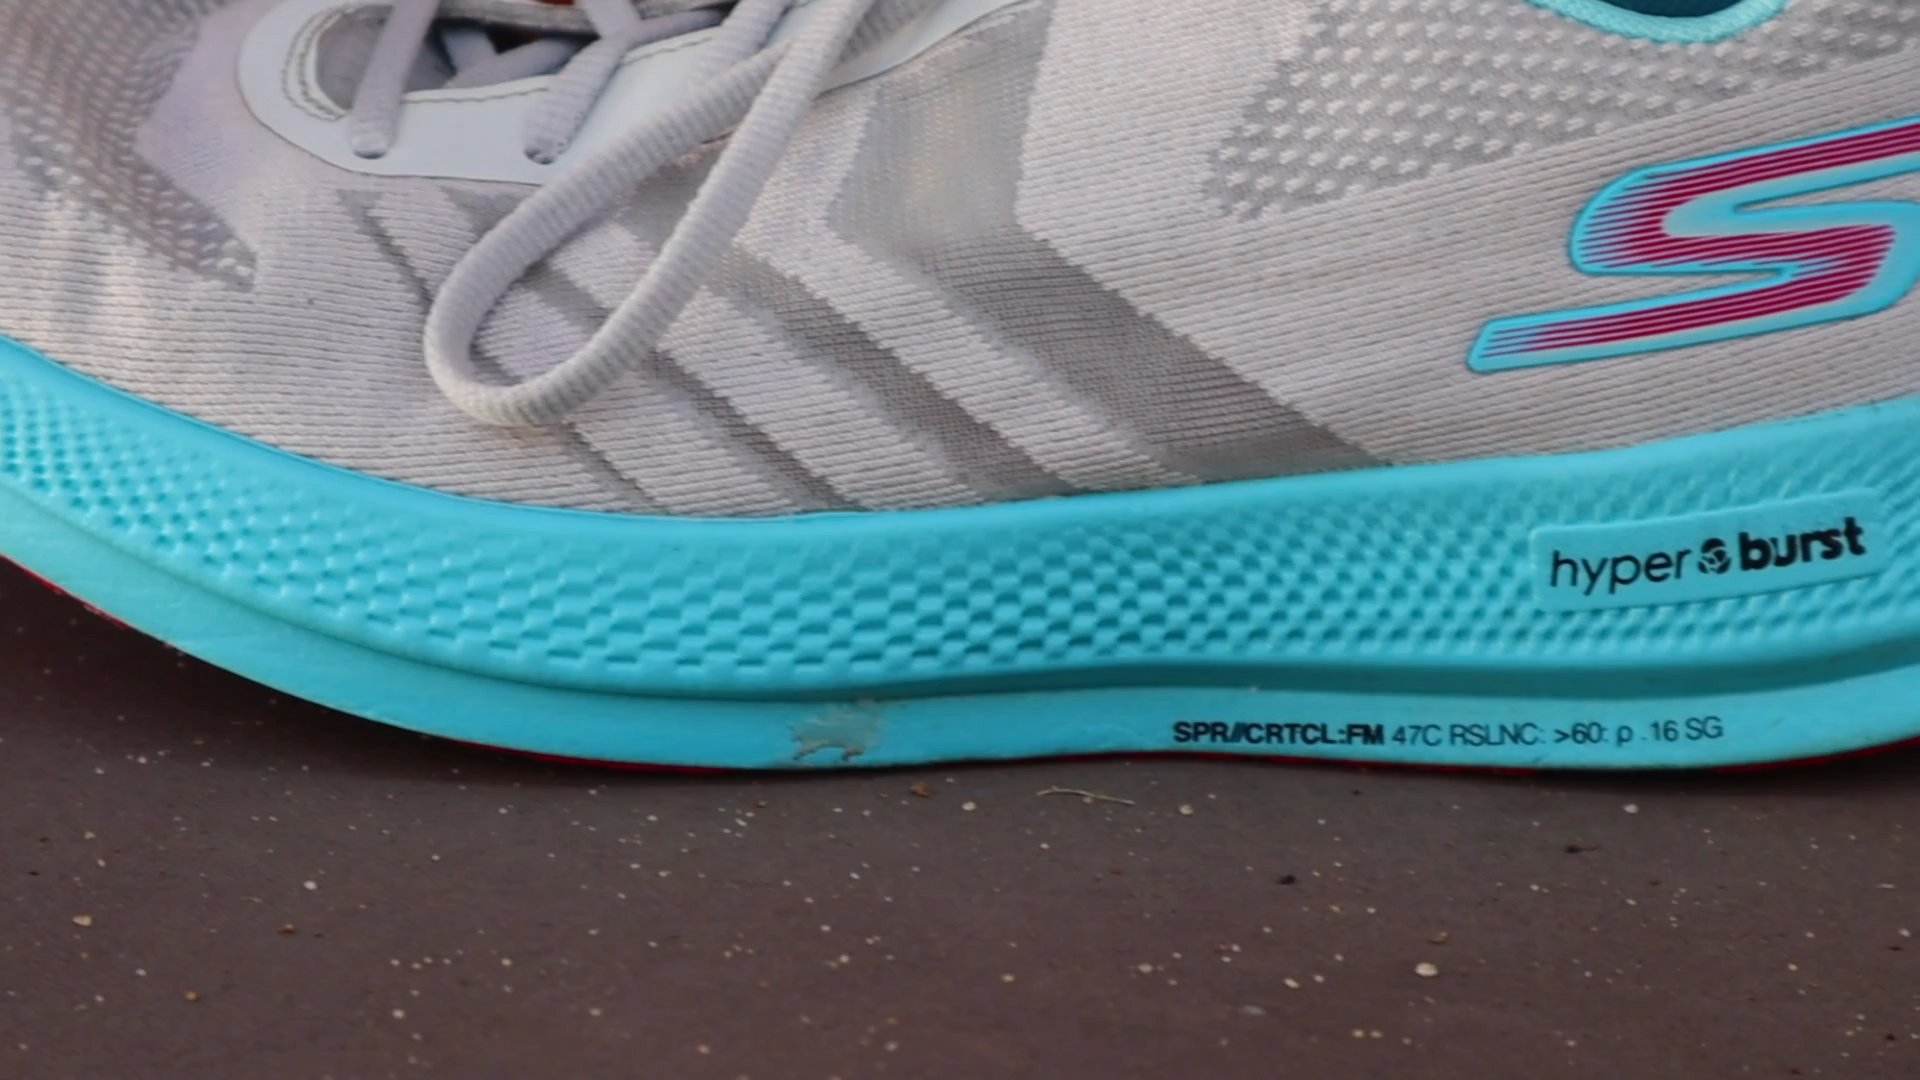 hyper burst
SPR//CRTCL:FM 47C RSLNC: >60: ρ .16 SG